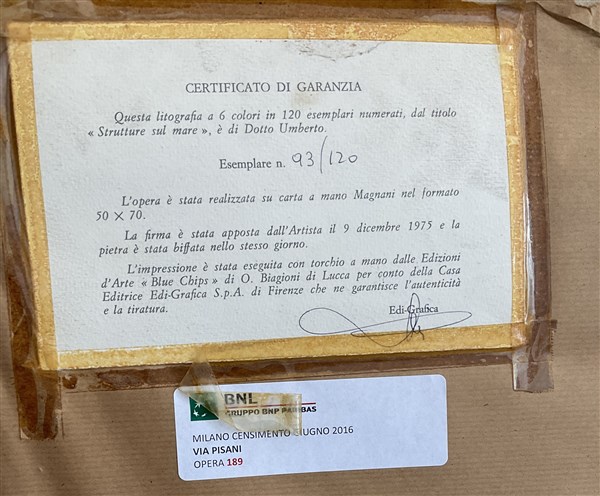 CERTIFICATO DI GARANZIA
Questa litografia a 6 colori in 120 esemplari numerati, dal titolo
« Strutture sul mare », è di Dotto Umberto.
Esemplare n. 93/120
L'opera è stata realizzata su carta a mano Magnani nel formato
50 × 70.
La firma è stata apposta dall'Artista il 9 dicembre 1975 e la
pietra è stata biffata nello stesso giorno.
L'impressione è stata eseguita con torchio a mano dalle Edizioni
d'Arte « Blue Chips » di O. Biagioni di Lucca per conto della Casa
Editrice Edi-Grafica S.p.A. di Firenze che ne garantisce l'autenticità
e la tiratura.
Edi-Grafica
BNL
GRUPPO BNP PARIBAS
MILANO CENSIMENTO GIUGNO 2016
VIA PISANI
OPERA 189